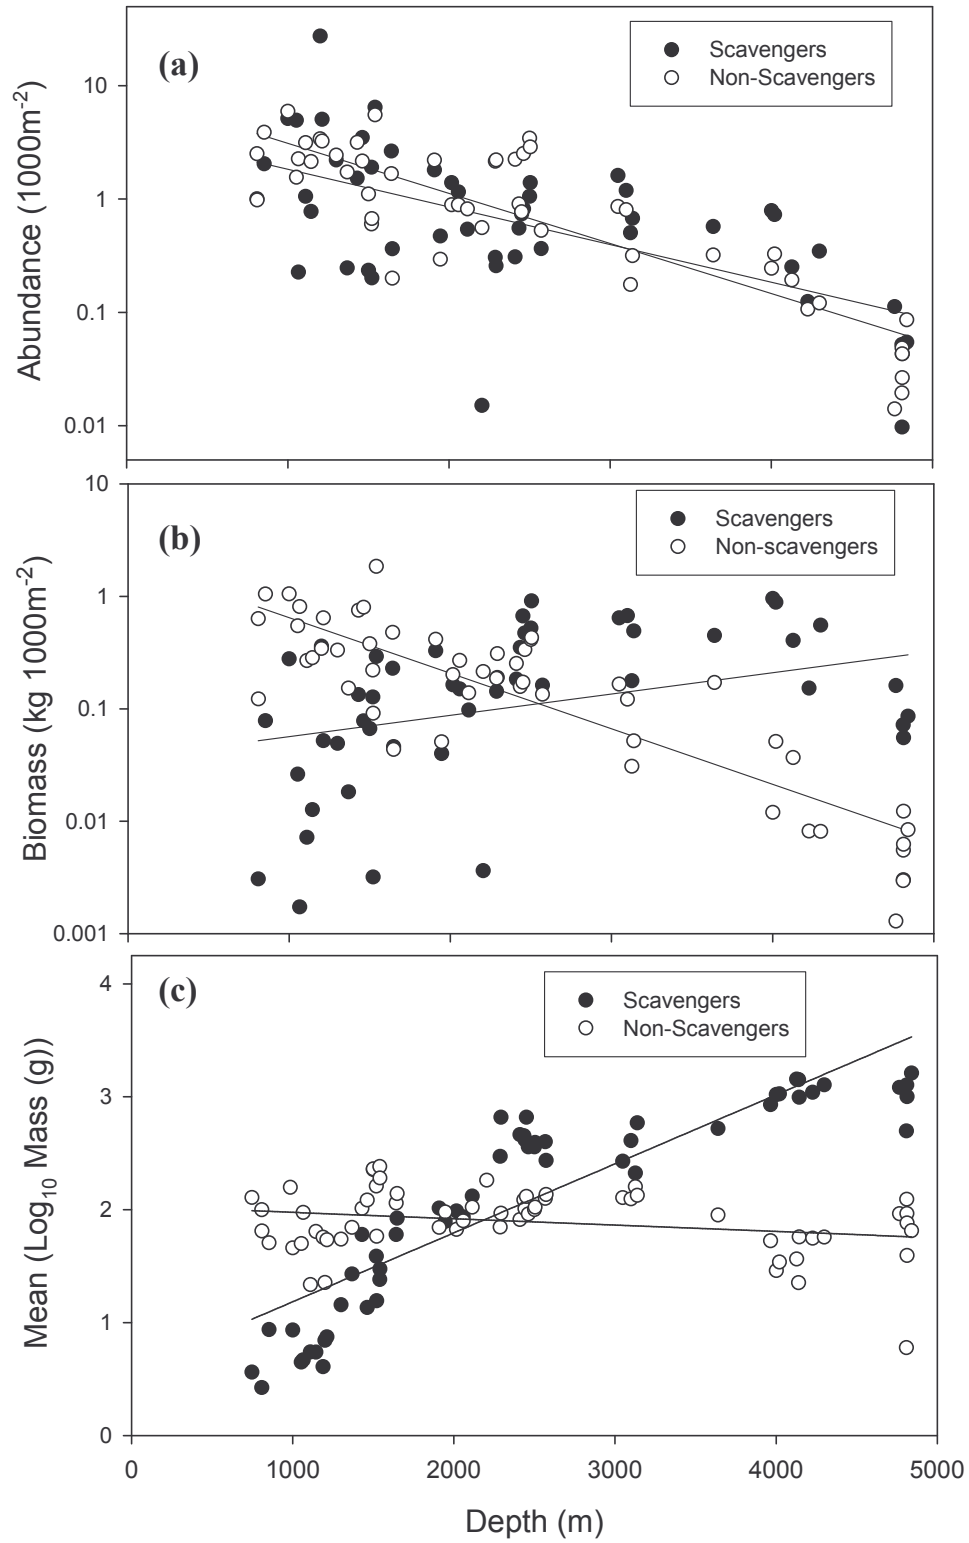 (a)
Scavengers
Non-Scavengers
10
1
0.1
0.01
Abundance (1000m-2)
(b)
Scavengers
Non-scavengers
10
1
0.1
0.01
0.001
Biomass (kg 1000m-2)
(c)
Scavengers
Non-Scavengers
4
3
2
1
0
Mean (Log10 Mass (g))
0 1000 2000 3000 4000 5000
Depth (m)